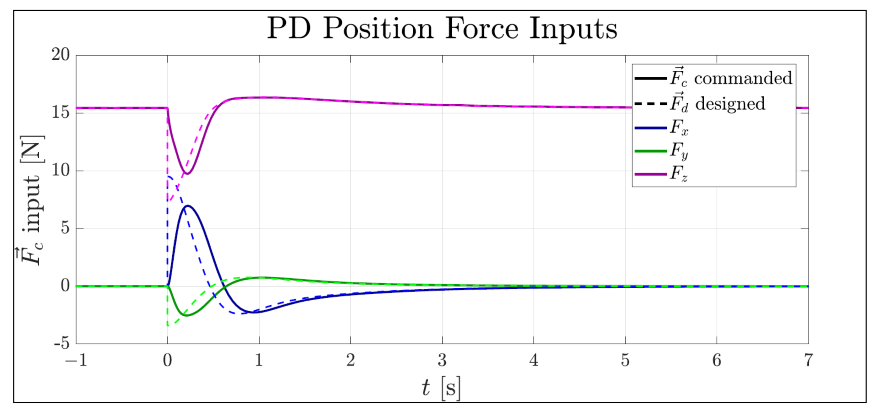 PD Position Force Inputs
20
15
10
5
0
-5
F⃗c input [N]
−1 0 1 2 3 4 5 6 7
t [s]
F⃗c commanded
F⃗d designed
Fx
Fy
Fz